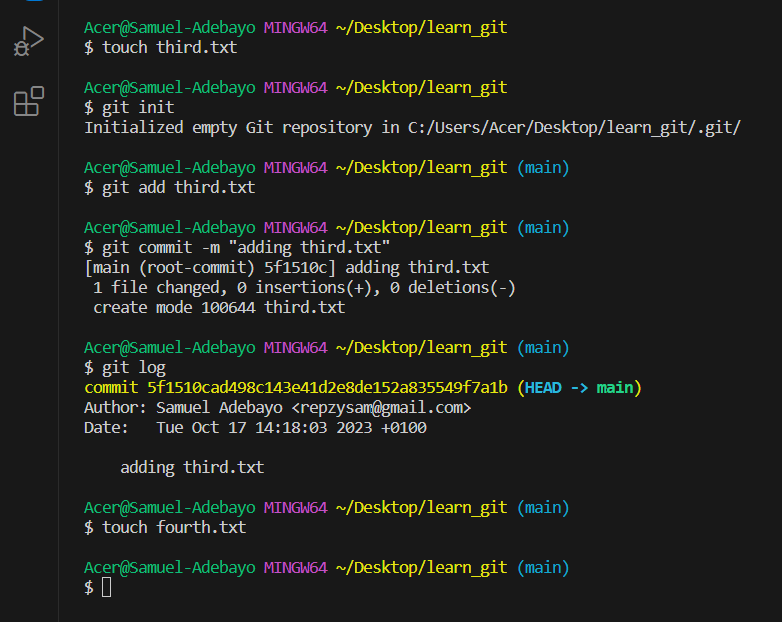 Acer@Samuel-Adebayo MINGW64 ~/Desktop/learn_git
$ touch third.txt
Acer@Samuel-Adebayo MINGW64 ~/Desktop/learn_git
$ git init
Initialized empty Git repository in C:/Users/Acer/Desktop/learn_git/.git/
Acer@Samuel-Adebayo MINGW64 ~/Desktop/learn_git (main)
$ git add third.txt
Acer@Samuel-Adebayo MINGW64 ~/Desktop/learn_git (main)
$ git commit -m "adding third.txt"
[main (root-commit) 5f1510c] adding third.txt
 1 file changed, 0 insertions(+), 0 deletions(-)
 create mode 100644 third.txt
Acer@Samuel-Adebayo MINGW64 ~/Desktop/learn_git (main)
$ git log
commit 5f1510cad498c143e41d2e8de152a835549f7a1b (HEAD -> main)
Author: Samuel Adebayo <repzysam@gmail.com>
Date:   Tue Oct 17 14:18:03 2023 +0100
    adding third.txt
Acer@Samuel-Adebayo MINGW64 ~/Desktop/learn_git (main)
$ touch fourth.txt
Acer@Samuel-Adebayo MINGW64 ~/Desktop/learn_git (main)
$